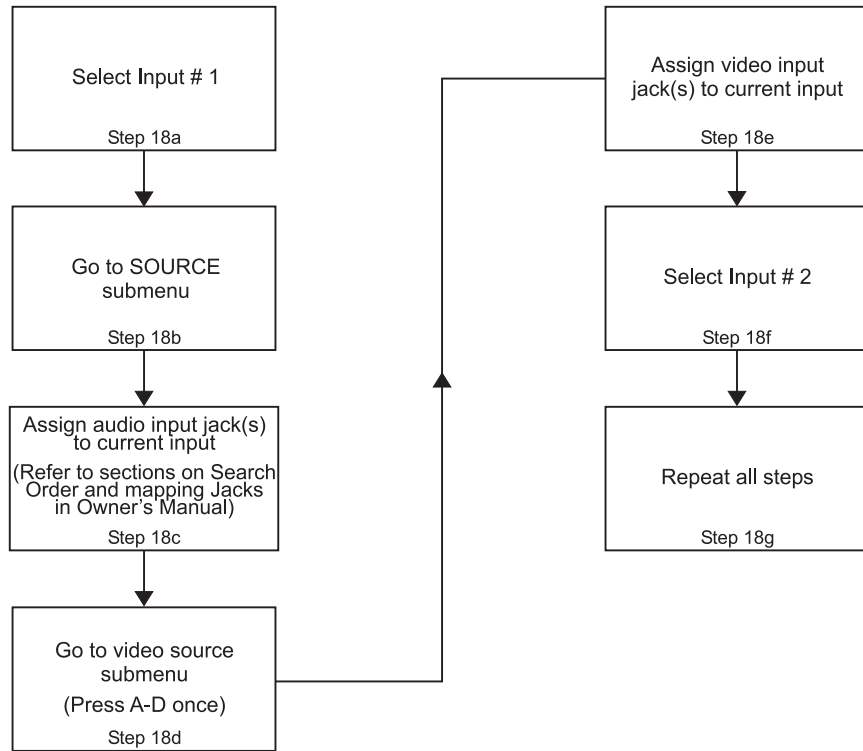 Select Input # 1
Step 18a
Go to SOURCE
submenu
Step 18b
Assign audio input jack(s)
to current input
(Refer to sections on Search
Order and mapping Jacks
in Owner's Manual)
Step 18c
Go to video source
submenu
(Press A-D once)
Step 18d
Assign video input
jack(s) to current input
Step 18e
Select Input # 2
Step 18f
Repeat all steps
Step 18g